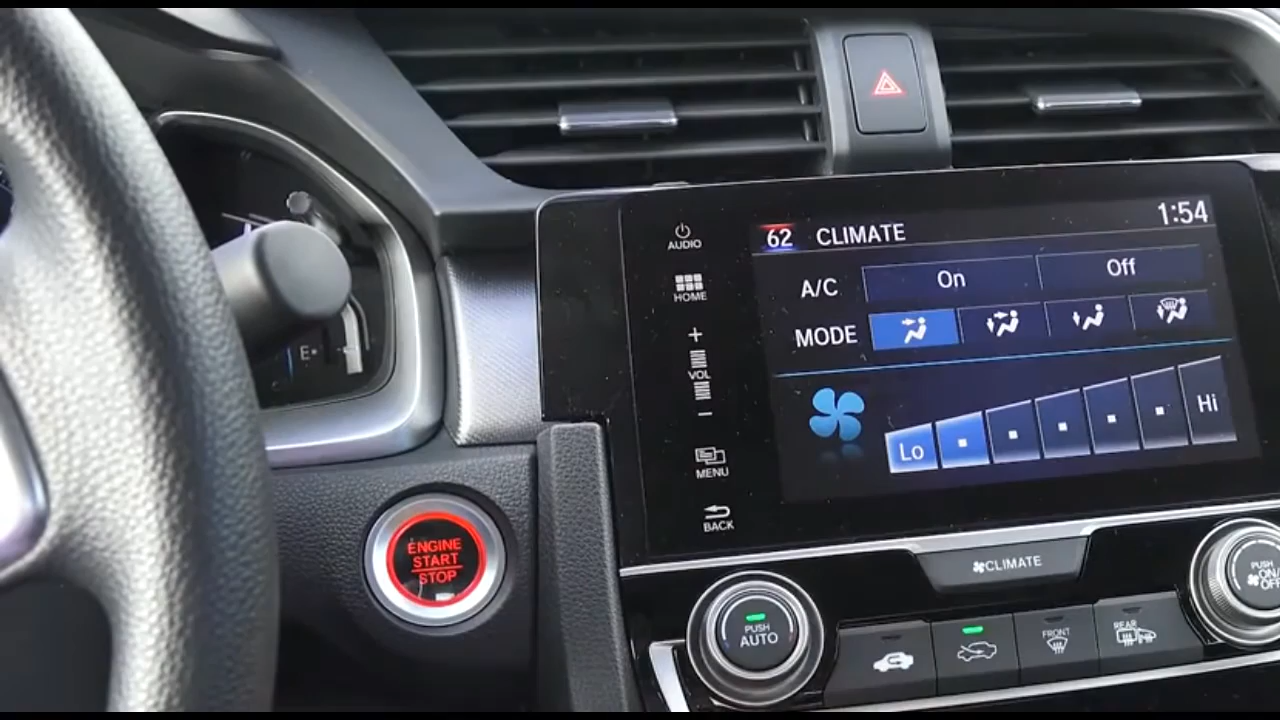 AUDIO
HOME
+
VOL
-
MENU
BACK
62 CLIMATE 1:54
A/C On Off
MODE
Lo Hi
E
ENGINE
START
STOP
CLIMATE
PUSH
AUTO
FRONT
REAR
PUSH
ON/
OFF